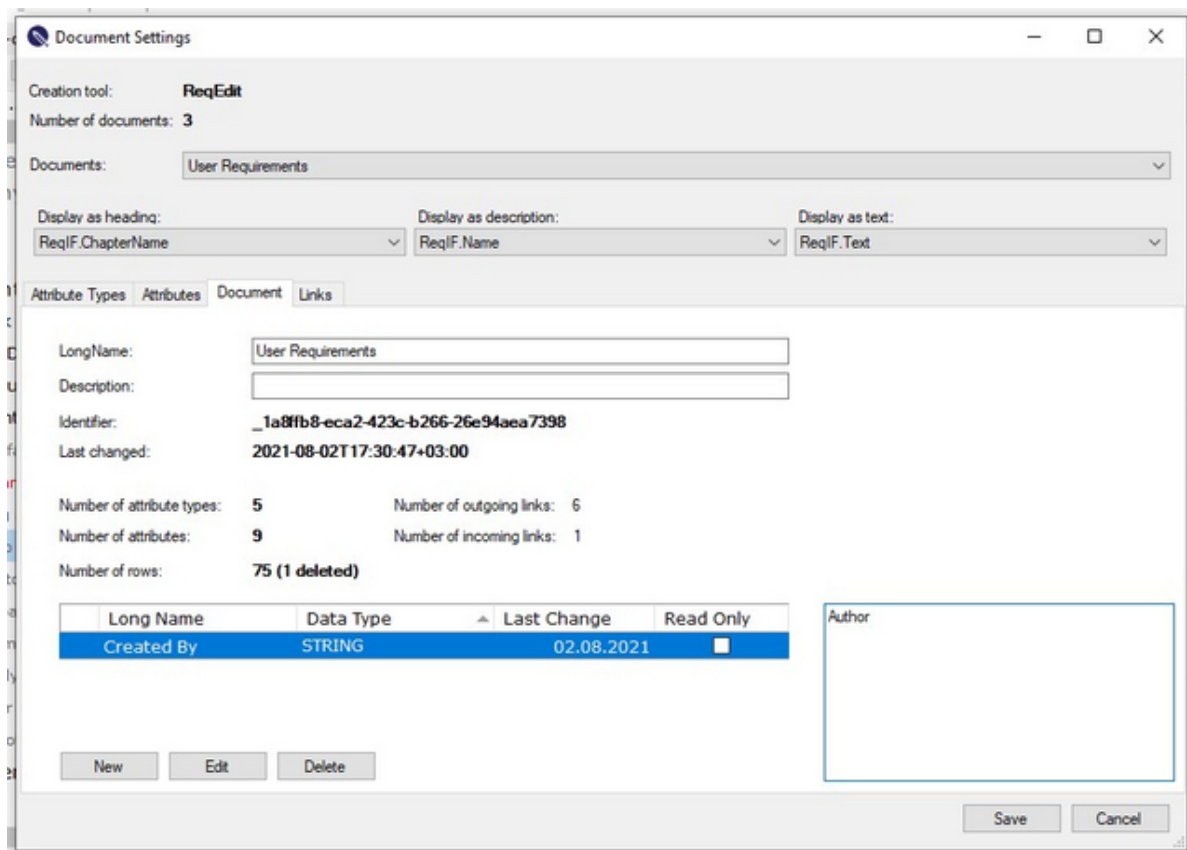 Document Settings
Creation tool: ReqEdit
Number of documents: 3
Documents: User Requirements
Display as heading: Display as description: Display as text:
ReqIF.ChapterName ReqIF.Name ReqIF.Text
Attribute Types Attributes Document Links
LongName: User Requirements
Description:
Identifier: _1a8ffb8-eca2-423c-b266-26e94aea7398
Last changed: 2021-08-02T17:30:47+03:00
Number of attribute types: 5 Number of outgoing links: 6
Number of attributes: 9 Number of incoming links: 1
Number of rows: 75 (1 deleted)
Long Name Data Type Last Change Read Only Author
Created By STRING 02.08.2021
New Edit Delete
Save Cancel